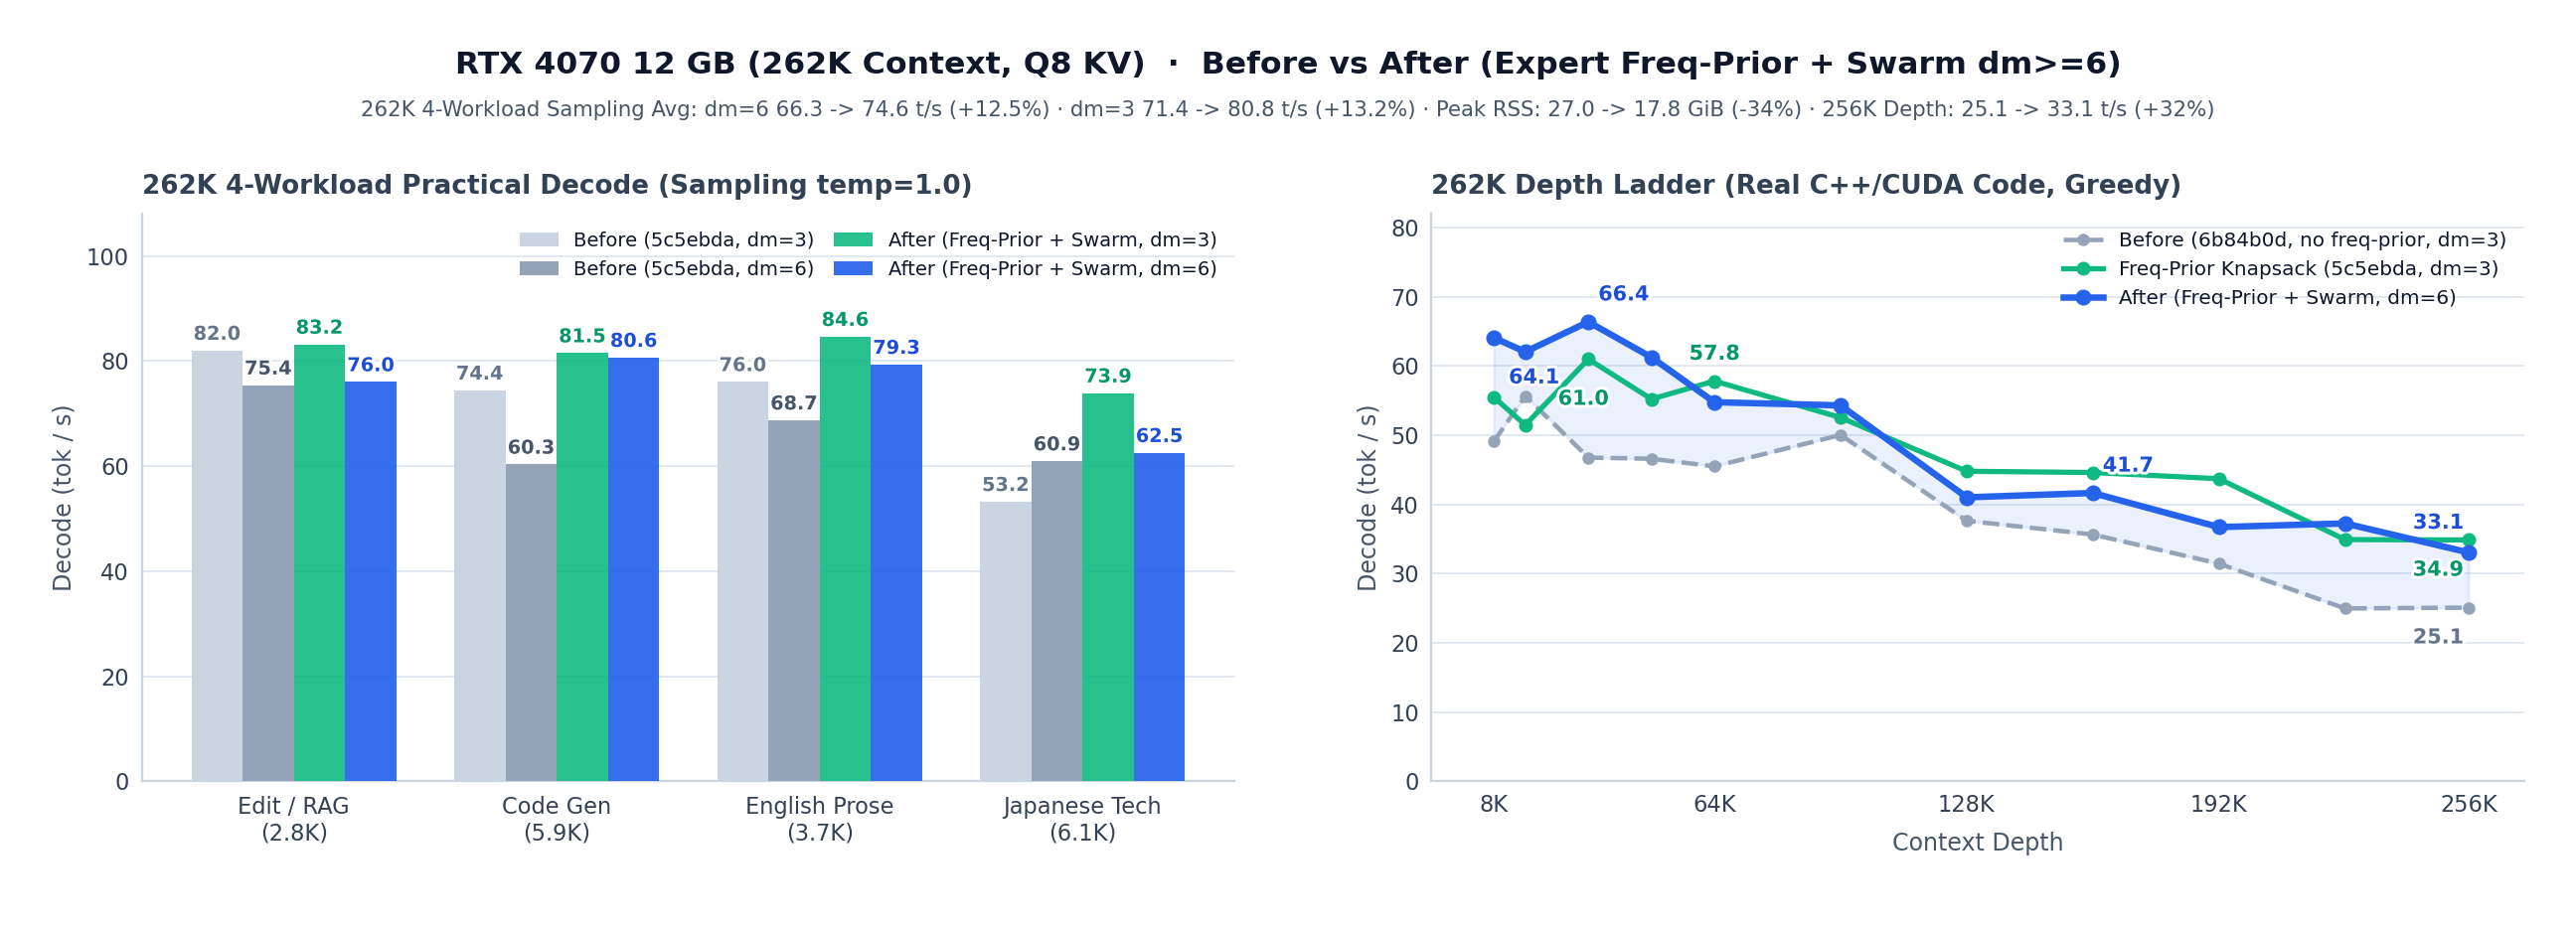 RTX 4070 12 GB (262K Context, Q8 KV) · Before vs After (Expert Freq-Prior + Swarm dm>=6)
262K 4-Workload Sampling Avg: dm=6 66.3 -> 74.6 t/s (+12.5%) · dm=3 71.4 -> 80.8 t/s (+13.2%) · Peak RSS: 27.0 -> 17.8 GiB (-34%) · 256K Depth: 25.1 -> 33.1 t/s (+32%)
262K 4-Workload Practical Decode (Sampling temp=1.0)
Before (5c5ebda, dm=3)
Before (5c5ebda, dm=6)
After (Freq-Prior + Swarm, dm=3)
After (Freq-Prior + Swarm, dm=6)
Decode (tok / s)
100
80
60
40
20
0
82.0
75.4
83.2
76.0
74.4
60.3
81.5
80.6
76.0
68.7
84.6
79.3
53.2
60.9
73.9
62.5
Edit / RAG
(2.8K)
Code Gen
(5.9K)
English Prose
(3.7K)
Japanese Tech
(6.1K)
262K Depth Ladder (Real C++/CUDA Code, Greedy)
Before (6b84b0d, no freq-prior, dm=3)
Freq-Prior Knapsack (5c5ebda, dm=3)
After (Freq-Prior + Swarm, dm=6)
Decode (tok / s)
80
70
60
50
40
30
20
10
0
66.4
64.1
61.0
57.8
41.7
33.1
34.9
25.1
8K
64K
128K
192K
256K
Context Depth